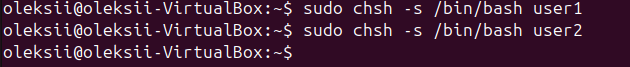 oleksii@oleksii-VirtualBox:~$ sudo chsh -s /bin/bash user1
oleksii@oleksii-VirtualBox:~$ sudo chsh -s /bin/bash user2
oleksii@oleksii-VirtualBox:~$